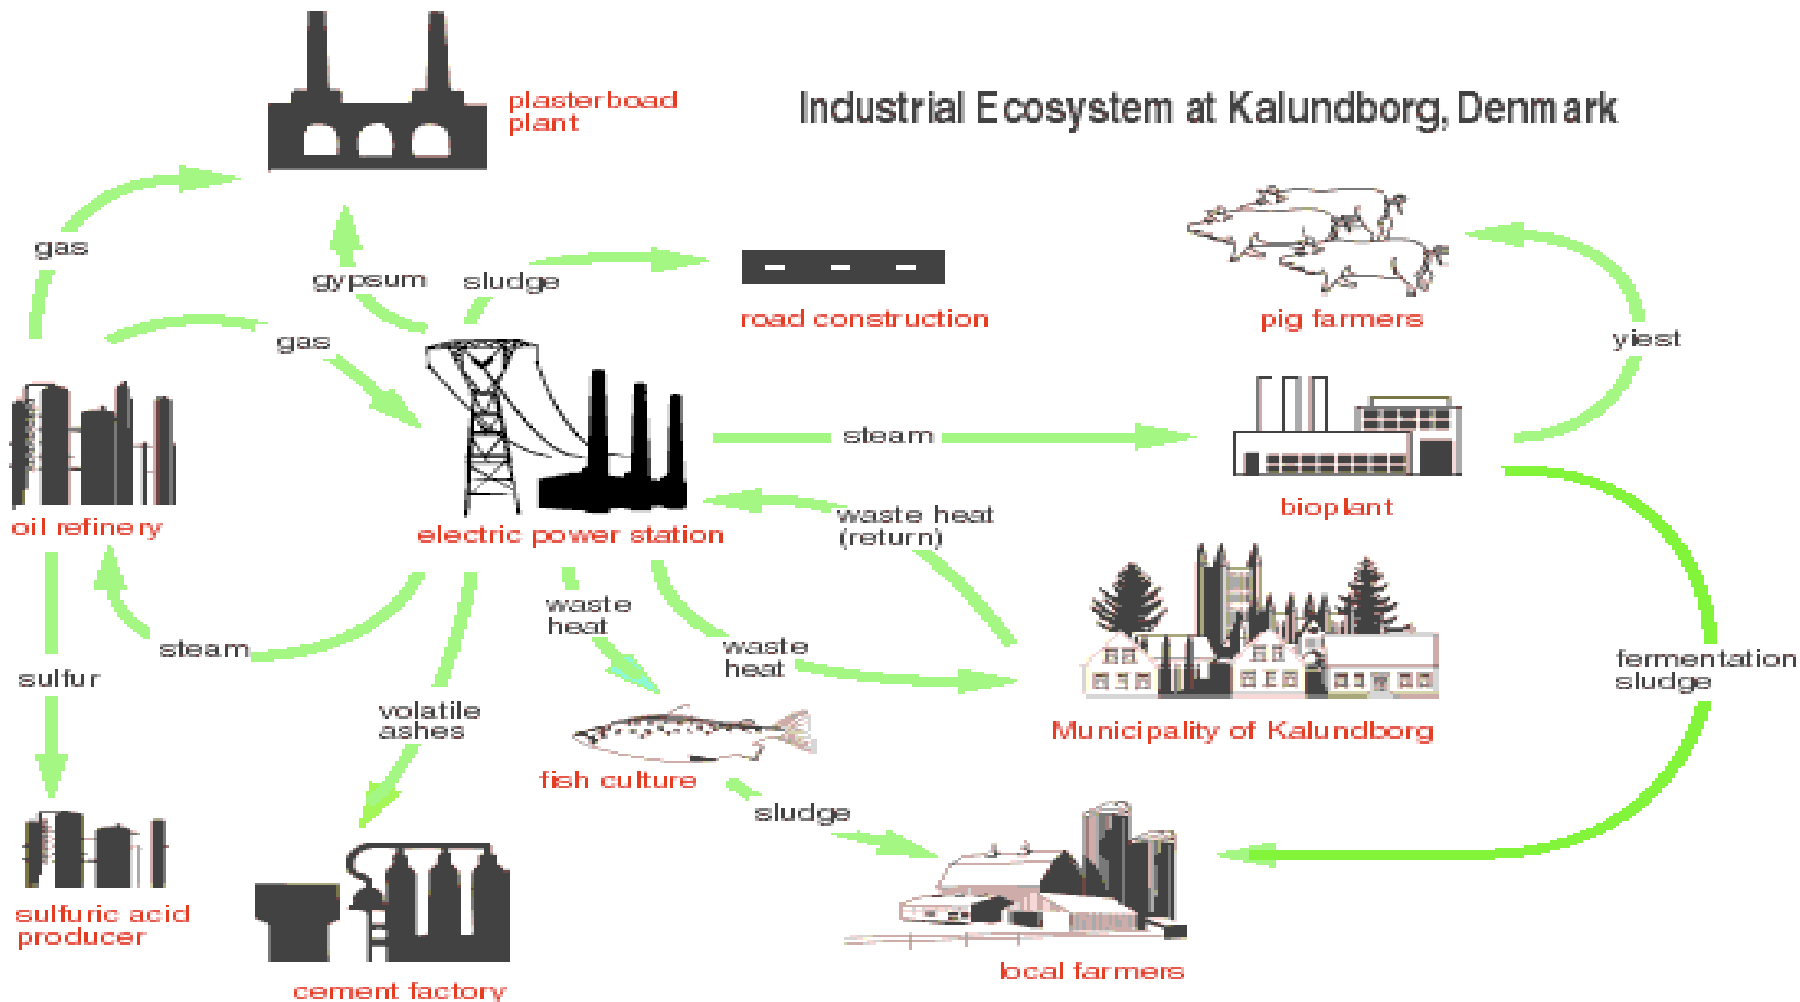 plasterboad
plant
Industrial Ecosystem at Kalundborg, Denmark
gas
gypsum
sludge
road construction
pig farmers
gas
yiest
steam
oil refinery
electric power station
waste heat
(return)
bioplant
waste
heat
steam
waste
heat
sulfur
fermentation
sludge
volatile
ashes
Municipality of Kalundborg
fish culture
sludge
sulfuric acid
producer
local farmers
cement factory